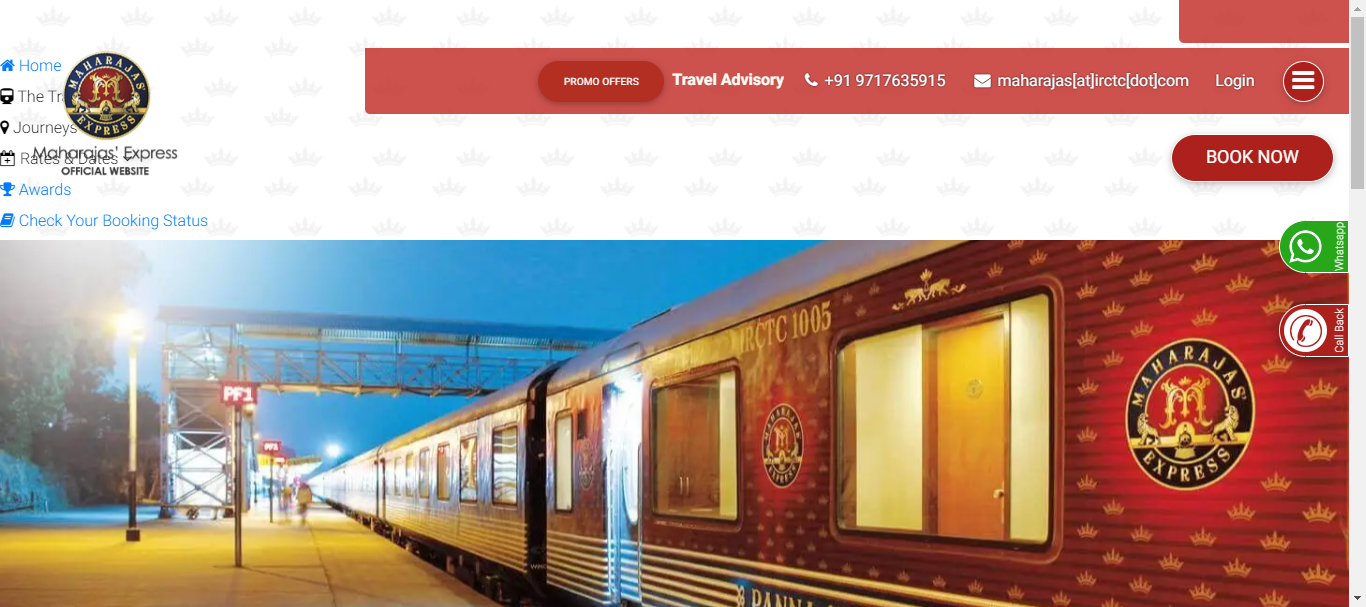 PROMO OFFERS
Travel Advisory
+91 9717635915
maharajas[at]irctc[dot]com
Login
Home
The
Journeys
Rates & Dates
Awards
Check Your Booking Status
MAHARAJAS'
EXPRESS
Maharajas' Express
OFFICIAL WEBSITE
BOOK NOW
Whatsapp
Call Back
IRCTC 1005
PF1
PF1
MAHARAJAS'
EXPRESS
MAHARAJAS'
EXPRESS